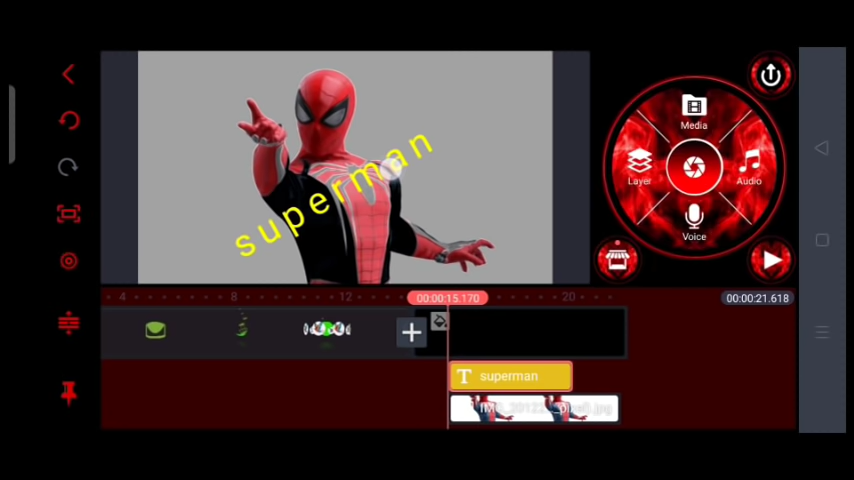 superman
Media
Layer
Audio
Voice
4
8
12
00:00:15.170
20
00:00:21.618
T superman